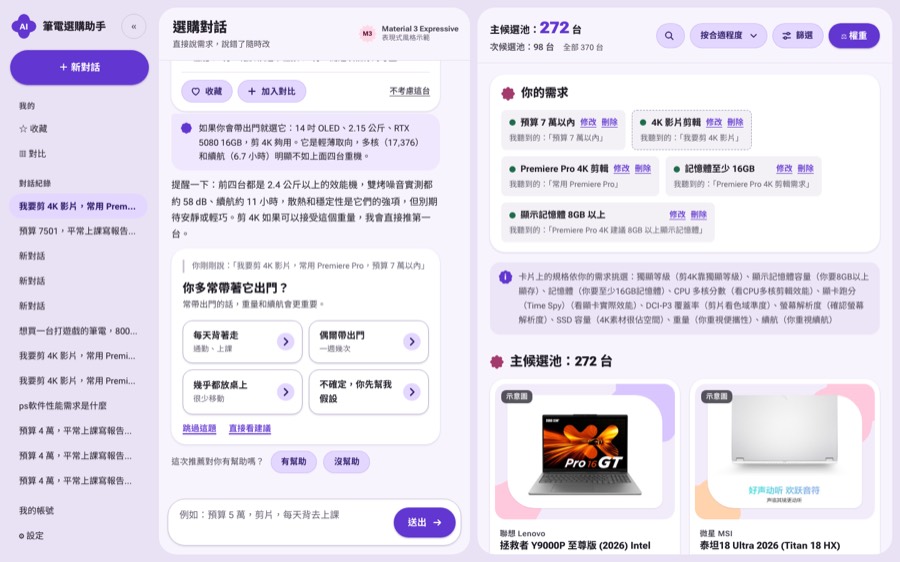 AI 筆電選購助手 «
＋ 新對話
我的
☆ 收藏
對比
對話紀錄
我要剪 4K 影片，常用 Prem...
預算 7501，平常上課寫報告...
新對話
新對話
新對話
想買一台打遊戲的筆電，800...
我要剪 4K 影片，常用 Premi...
我要剪 4K 影片，常用 Premi...
ps軟件性能需求是什麼
預算 4 萬，平常上課寫報告...
預算 4 萬，平常上課寫報告...
預算 4 萬，平常上課寫報告...
我的帳號
設定
選購對話
直接說需求，說錯了隨時改
M3 Material 3 Expressive
表現式風格示範
收藏
＋ 加入對比
不考慮這台
如果你會帶出門就選它：14 吋 OLED、2.15 公斤、RTX
5080 16GB，剪 4K 夠用。它是輕薄取向，多核（17,376）
和續航（6.7 小時）明顯不如上面四台重機。
提醒一下：前四台都是 2.4 公斤以上的效能機，雙烤噪音實測都
約 58 dB、續航約 11 小時，散熱和穩定性是它們的強項，但別期
待安靜或輕巧。剪 4K 如果可以接受這個重量，我會直接推第一
台。
你剛剛說：「我要剪 4K 影片，常用 Premiere Pro，預算 7 萬以內」
你多常帶著它出門？
常帶出門的話，重量和續航會更重要。
每天背著走
通勤、上課
偶爾帶出門
一週幾次
幾乎都放桌上
很少移動
不確定，你先幫我
假設
跳過這題 直接看建議
這次推薦對你有幫助嗎？ 有幫助 沒幫助
例如：預算 5 萬，剪片，每天背去上課
送出 →
主候選池：272 台
次候選池：98 台 全部 370 台
按合適程度
篩選
權重
你的需求
預算 7 萬以內 修改 刪除
我聽到的：「預算 7 萬以內」
4K 影片剪輯 修改 刪除
我聽到的：「我要剪 4K 影片」
Premiere Pro 4K 剪輯 修改 刪除
我聽到的：「常用 Premiere Pro」
記憶體至少 16GB 修改 刪除
我聽到的：「Premiere Pro 4K 剪輯需求」
顯示記憶體 8GB 以上 修改 刪除
我聽到的：「Premiere Pro 4K 建議 8GB 以上顯示記憶體」
卡片上的規格依你的需求挑選：獨顯等級（剪4K靠獨顯等級）、顯示記憶體容量（你要8GB以上
顯存）、記憶體（你要至少16GB記憶體）、CPU 多核分數（看CPU多核剪輯效能）、顯卡跑分
（Time Spy）（看顯卡實際效能）、DCI-P3 覆蓋率（剪片看色域準度）、螢幕解析度（確認螢幕
解析度）、SSD 容量（4K素材很佔空間）、重量（你重視便攜性）、續航（你重視續航）
主候選池：272 台
示意圖
Pro 16 GT
聯想 Lenovo
拯救者 Y9000P 至尊版 (2026) Intel
示意圖
好声动听 欢跃音符
微星 MSI
泰坦18 Ultra 2026 (Titan 18 HX)